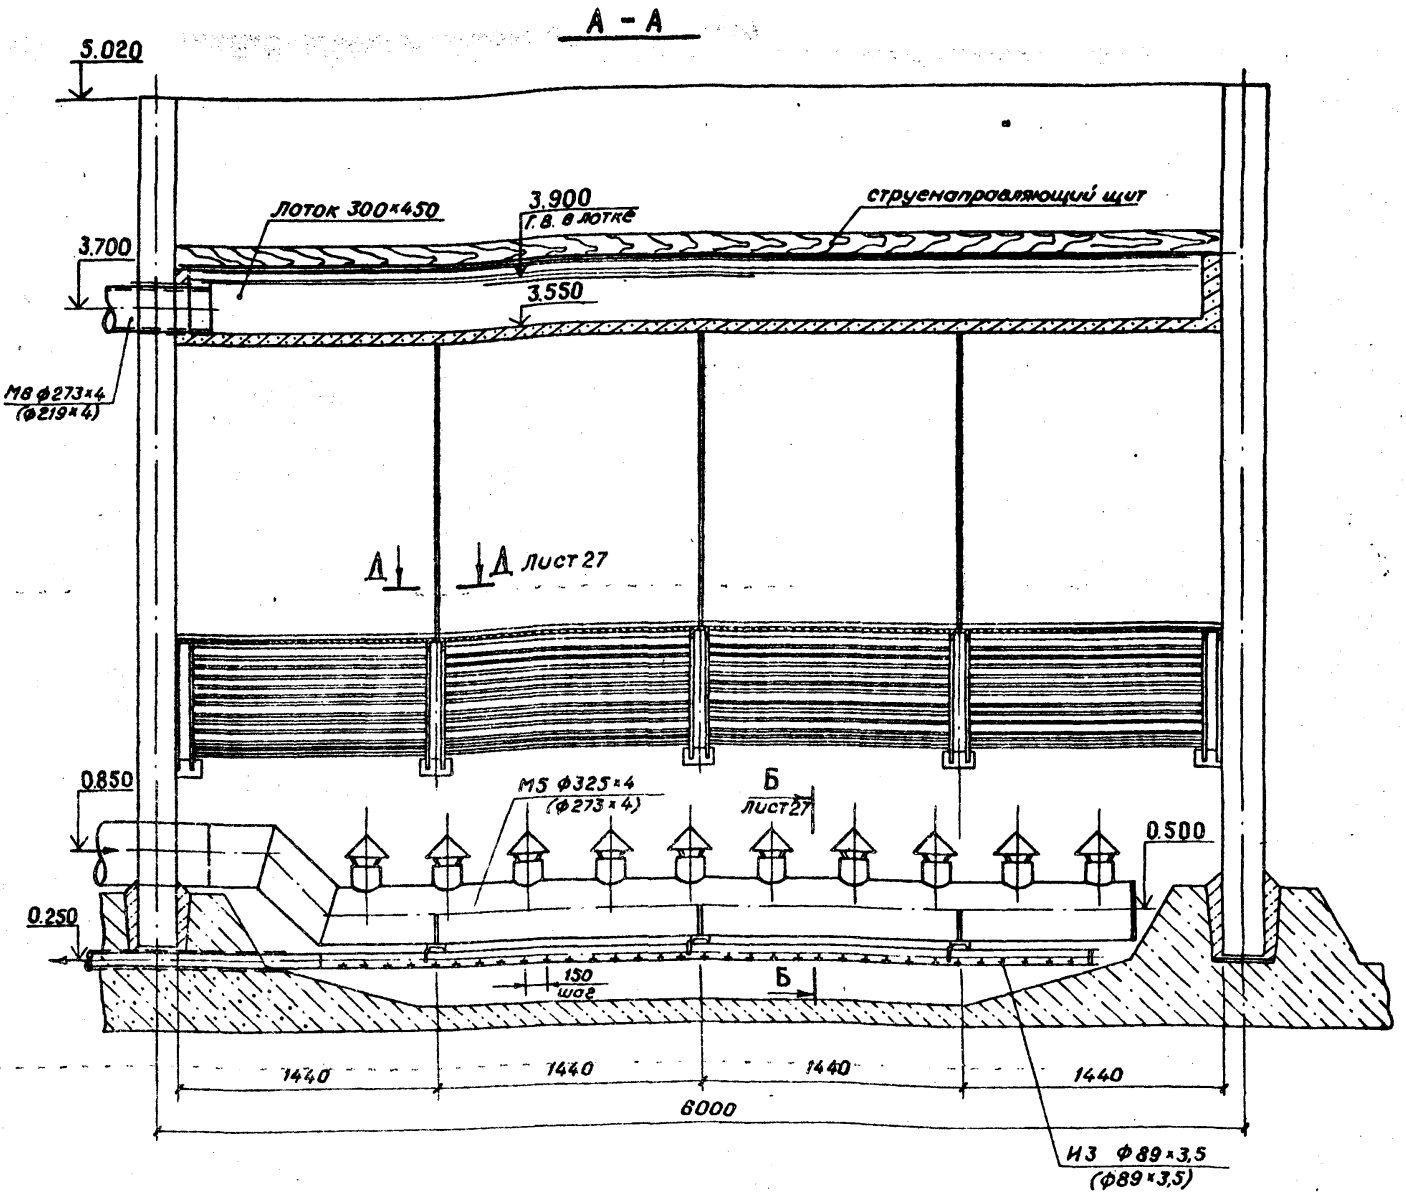 А - А
5.020
Лоток 300×450
3.900
Г. В. в лотке
струенаправляющий щит
3.700
3.550
М8 ф273×4
(ф219×4)
Д Д Лист 27
0.850
М5 ф325×4
(ф273×4)
Б
Лист27
0.500
0.250
150
шаг
Б
1440 1440 1440 1440
6000
И3 ф89×3,5
(ф89×3,5)